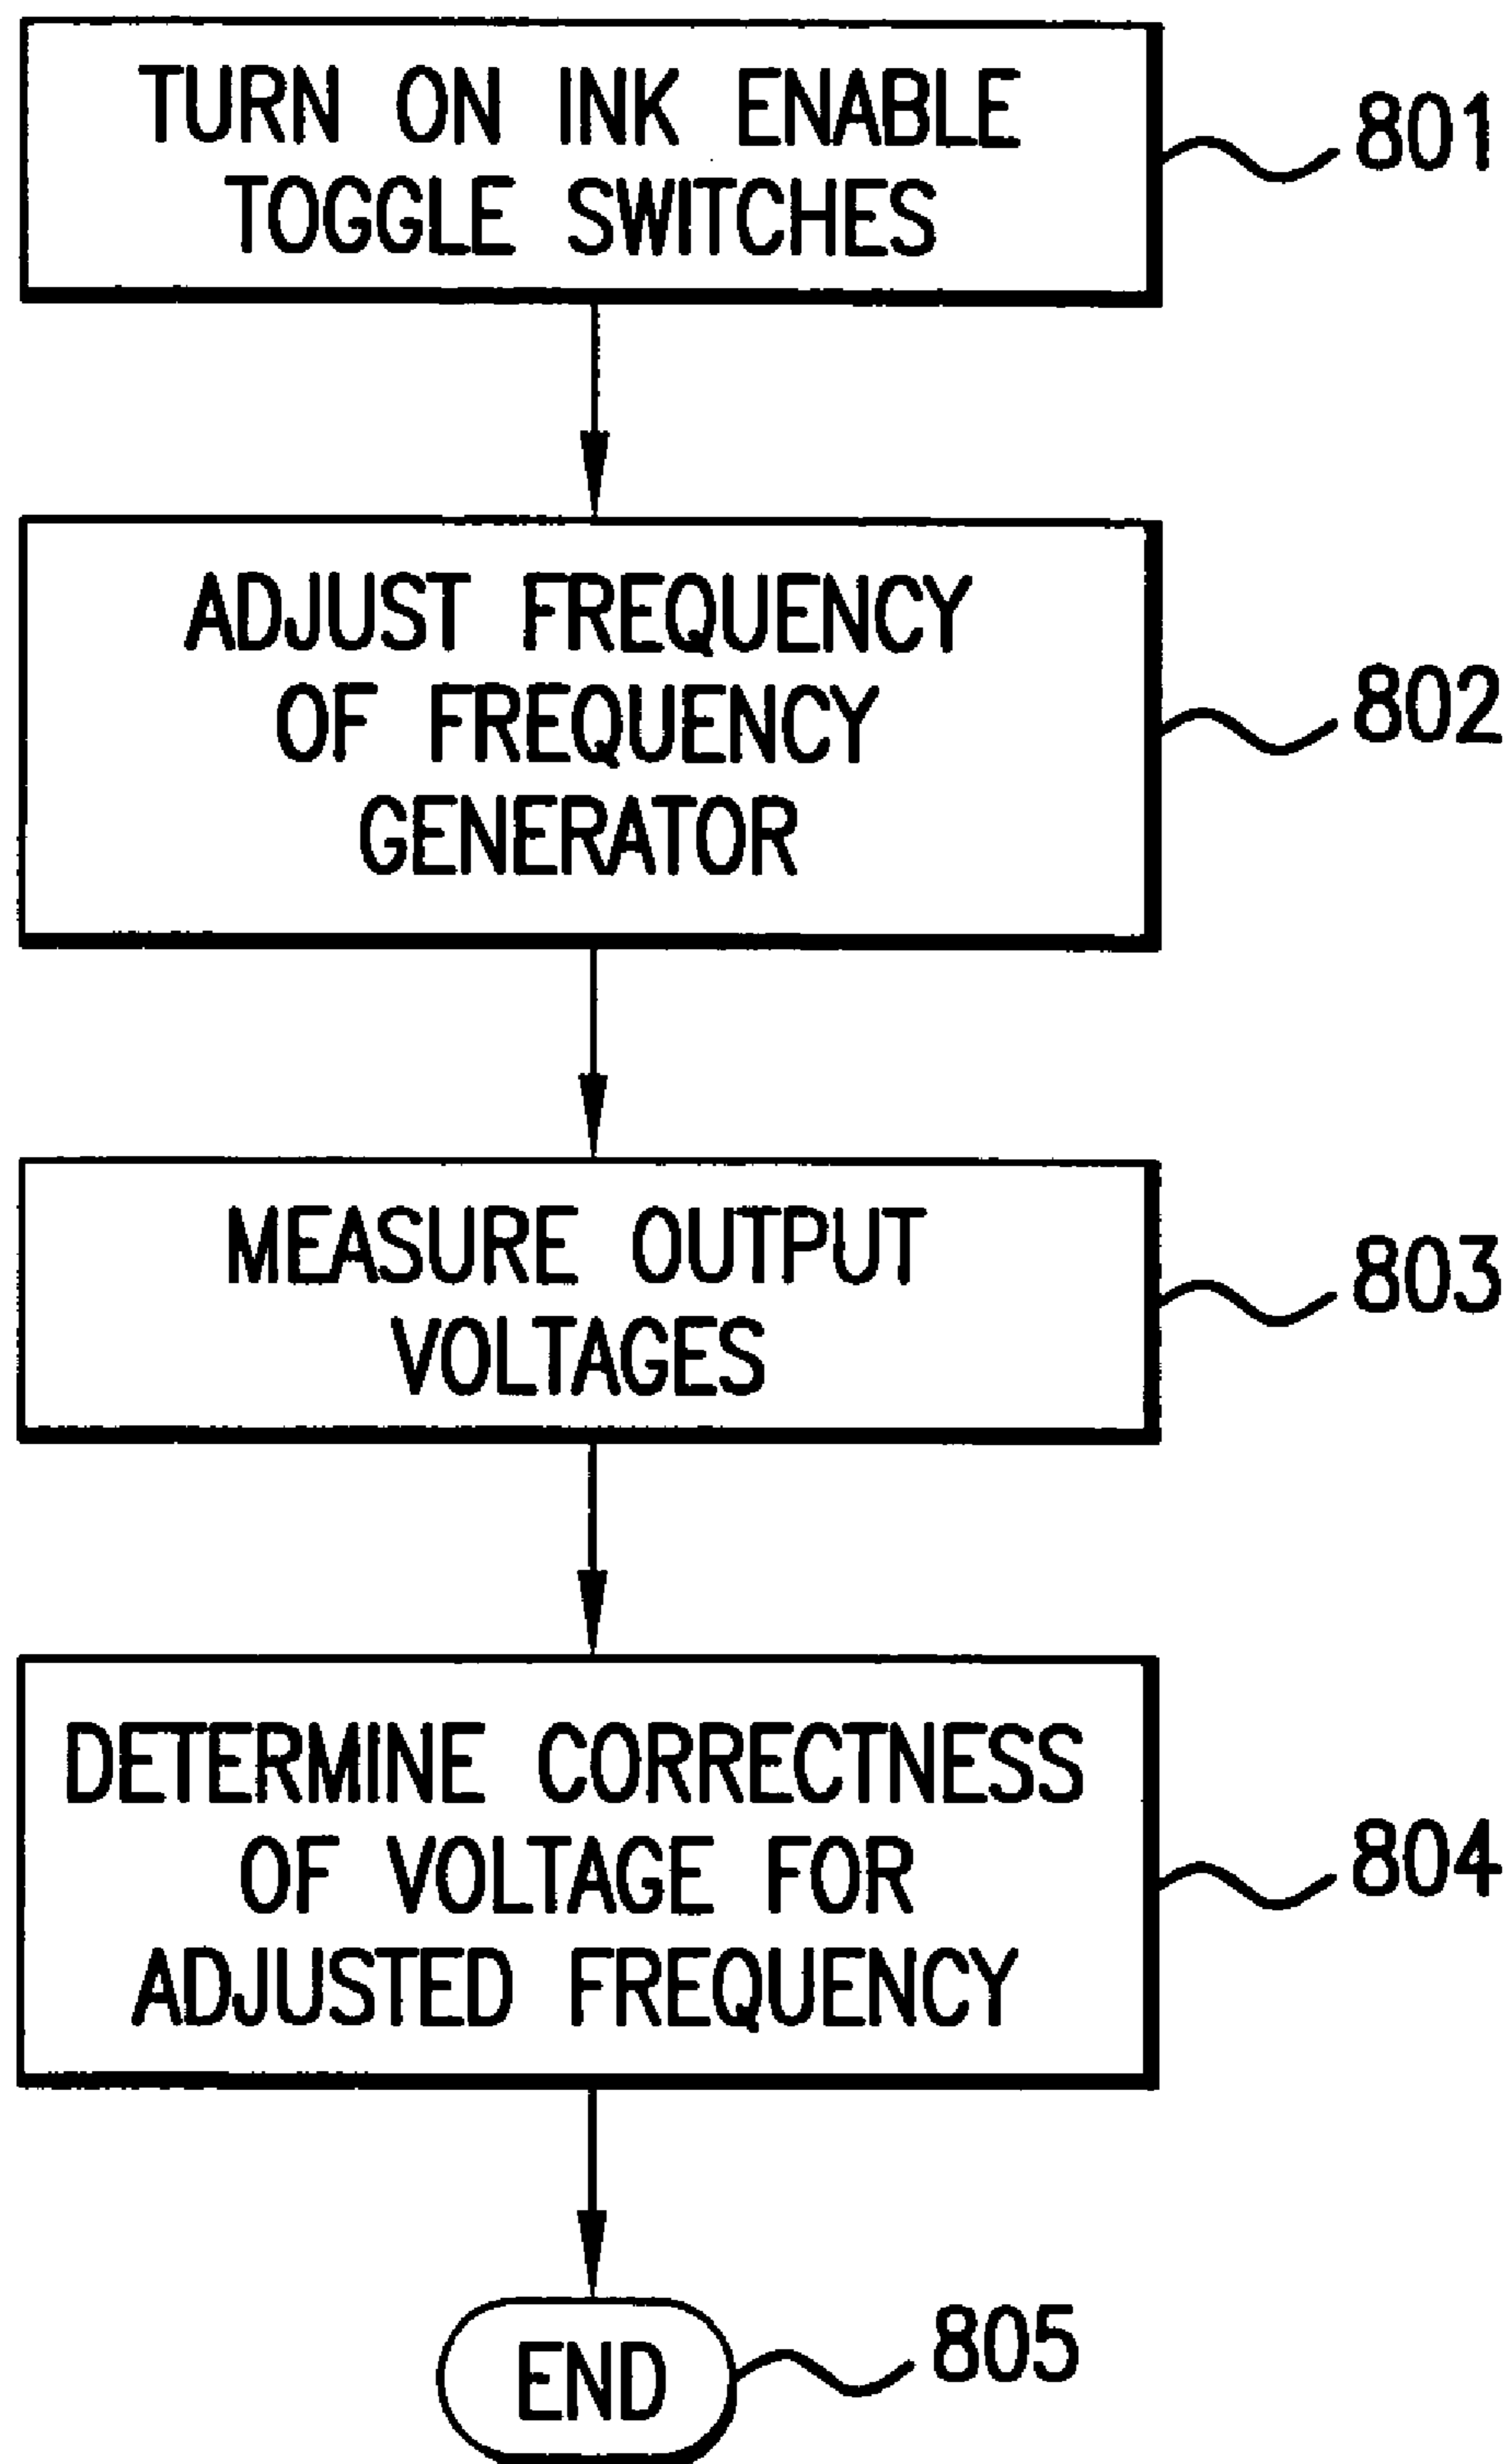 TURN ON INK ENABLE
TOGGLE SWITCHES
801
ADJUST FREQUENCY
OF FREQUENCY
GENERATOR
802
MEASURE OUTPUT
VOLTAGES
803
DETERMINE CORRECTNESS
OF VOLTAGE FOR
ADJUSTED FREQUENCY
804
END
805